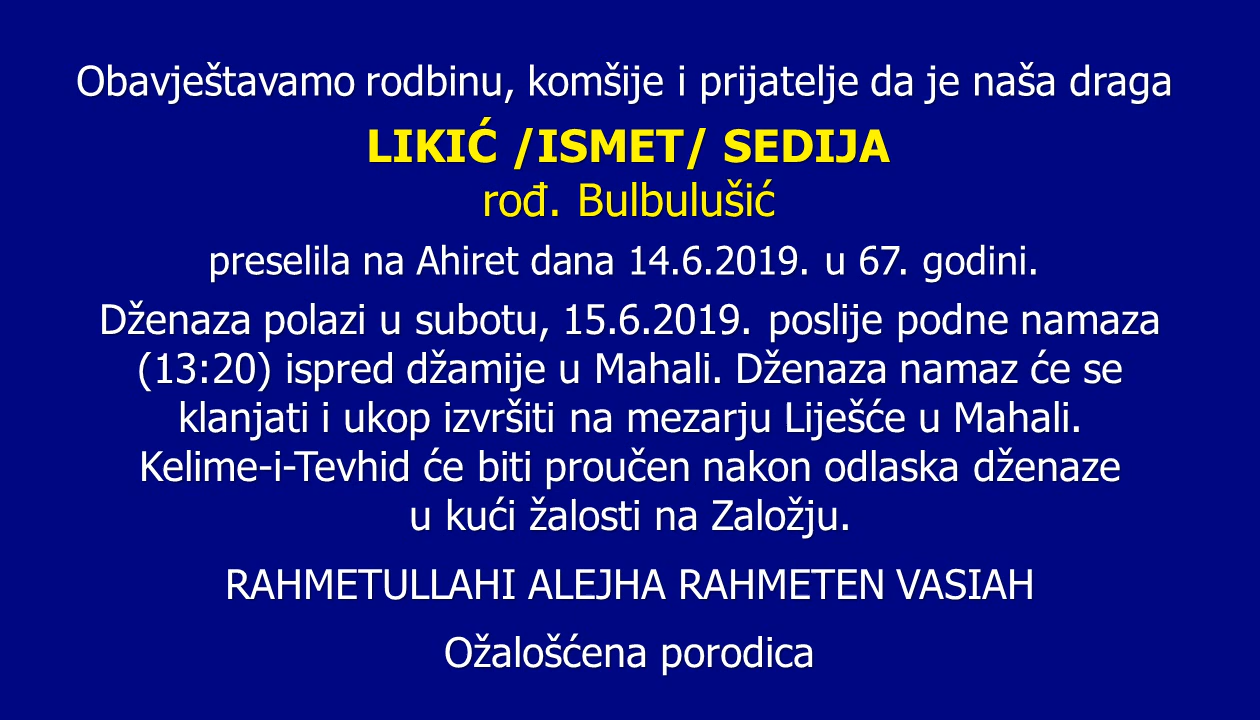 Obavještavamo rodbinu, komšije i prijatelje da je naša draga
LIKIĆ /ISMET/ SEDIJA
rođ. Bulbulušić
preselila na Ahiret dana 14.6.2019. u 67. godini.
Dženaza polazi u subotu, 15.6.2019. poslije podne namaza
(13:20) ispred džamije u Mahali. Dženaza namaz će se
klanjati i ukop izvršiti na mezarju Liješće u Mahali.
Kelime-i-Tevhid će biti proučen nakon odlaska dženaze
u kući žalosti na Založju.
RAHMETULLAHI ALEJHA RAHMETEN VASIAH
Ožalošćena porodica